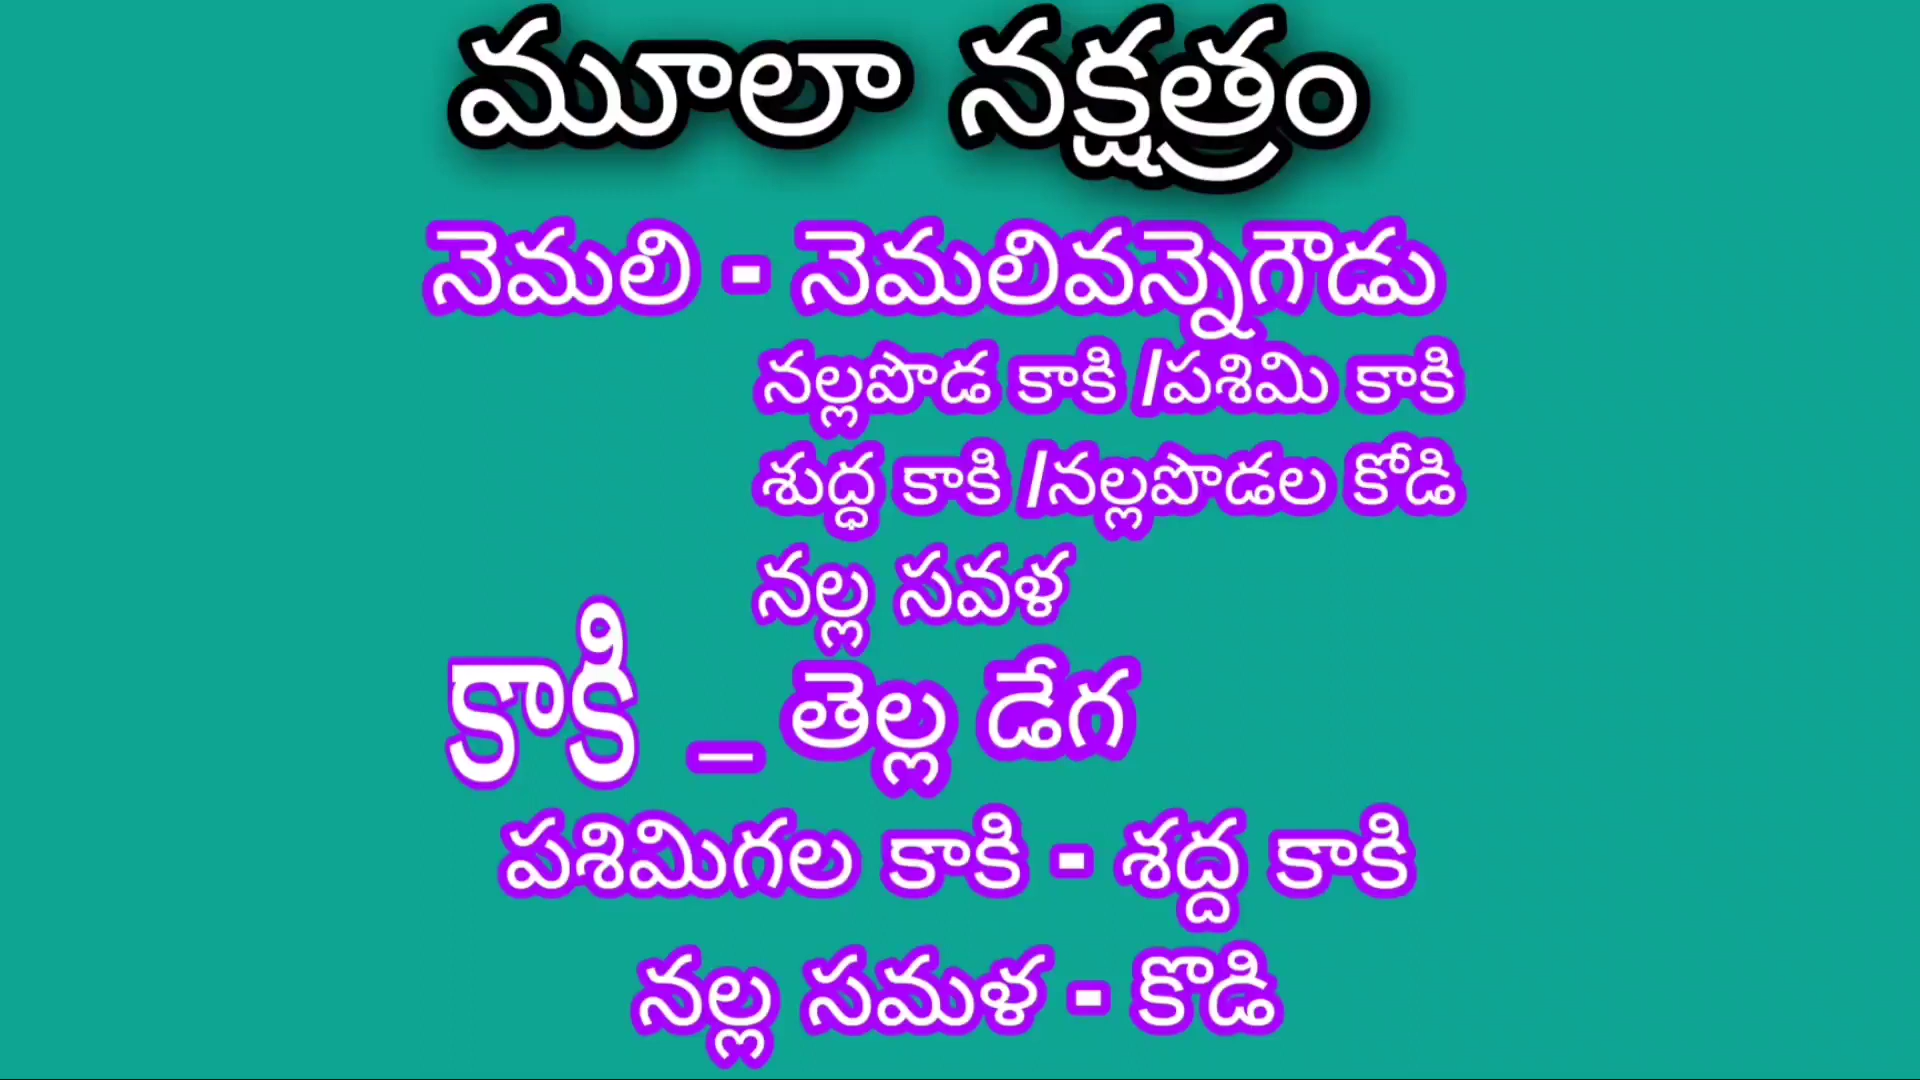 మూలా నక్షత్రం
నెమలి - నెమలివన్నెగౌడు
నల్లపొడ కాకి /పశిమి కాకి
శుద్ధ కాకి /నల్లపొడల కోడి
నల్ల సవళ
కాకి _ తెల్ల డేగ
పశిమిగల కాకి - శద్ద కాకి
నల్ల సమళ - కొడి